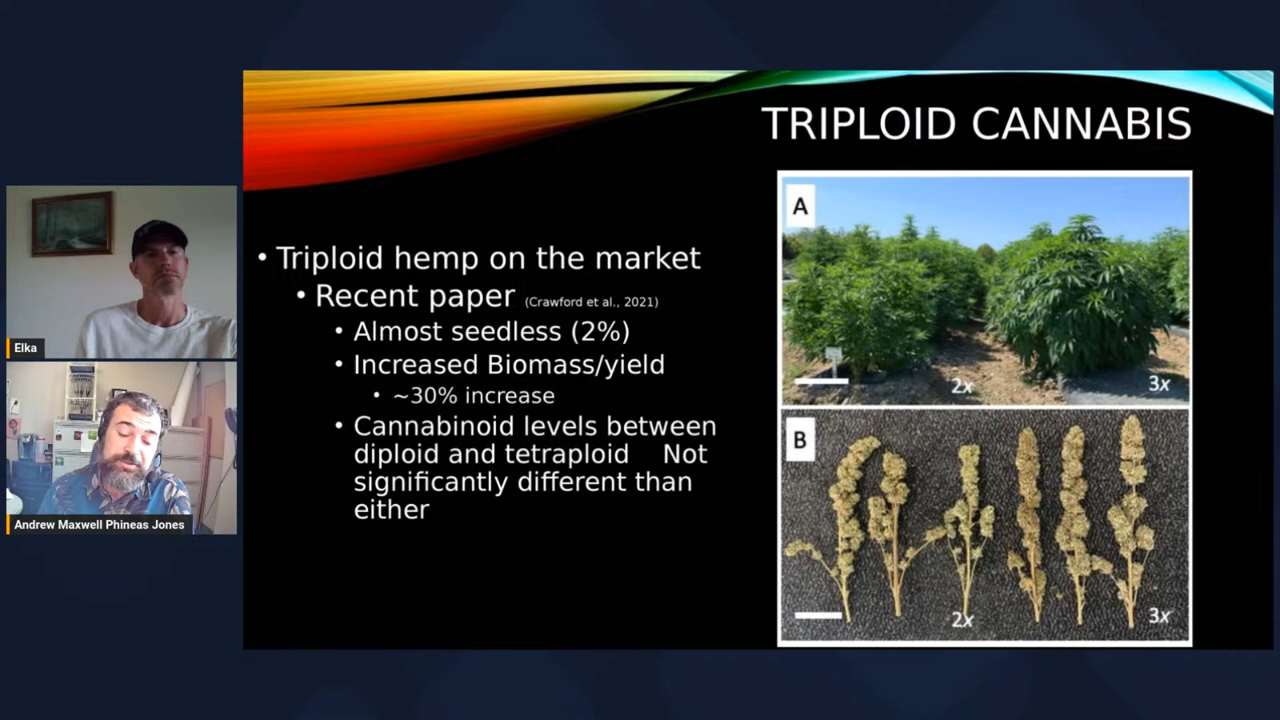 TRIPLOID CANNABIS
• Triploid hemp on the market
• Recent paper (Crawford et al., 2021)
• Almost seedless (2%)
• Increased Biomass/yield
• ~30% increase
• Cannabinoid levels between
diploid and tetraploid Not
significantly different than
either
A
2x
3x
B
2x
3x
Elka
Andrew Maxwell Phineas Jones